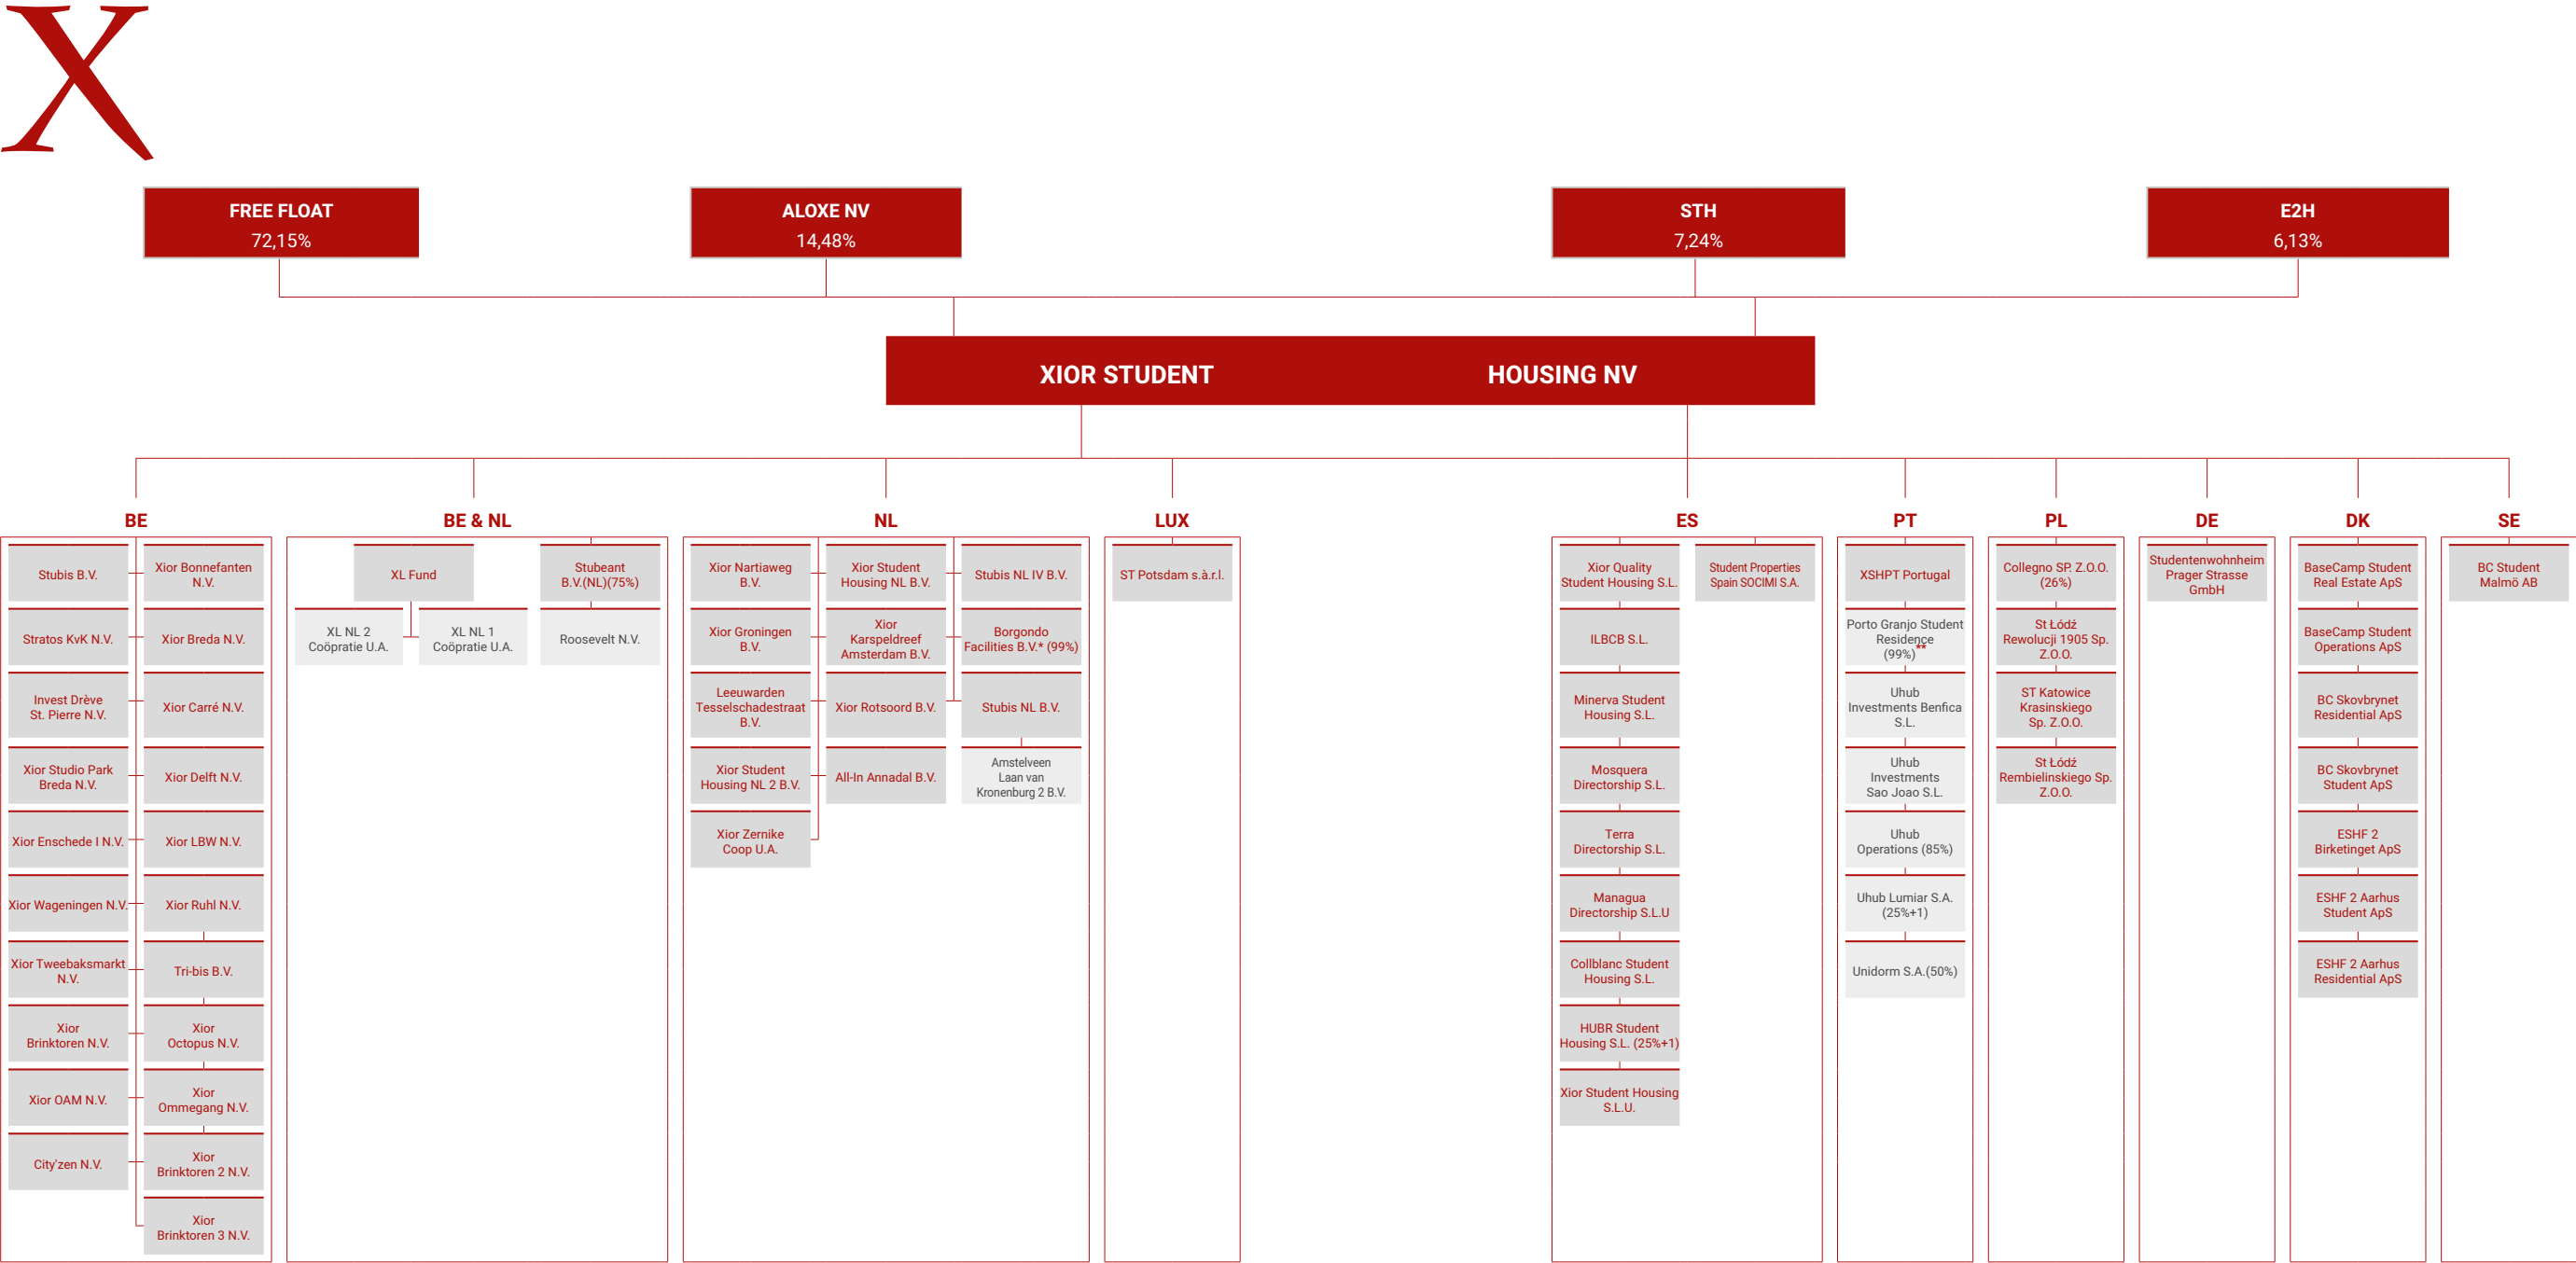 X
FREE FLOAT
72,15%
ALOXE NV
14,48%
STH
7,24%
E2H
6,13%
XIOR STUDENT HOUSING NV
BE
Stubis B.V.
Xior Bonnefanten
N.V.
Stratos KvK N.V.
Xior Breda N.V.
Invest Drève
St. Pierre N.V.
Xior Carré N.V.
Xior Studio Park
Breda N.V.
Xior Delft N.V.
Xior Enschede I N.V.
Xior LBW N.V.
Xior Wageningen N.V.
Xior Ruhl N.V.
Xior Tweebaksmarkt
N.V.
Tri-bis B.V.
Xior
Brinktoren N.V.
Xior
Octopus N.V.
Xior OAM N.V.
Xior
Ommegang N.V.
City'zen N.V.
Xior
Brinktoren 2 N.V.
Xior
Brinktoren 3 N.V.
BE & NL
XL Fund
Stubeant
B.V.(NL)(75%)
XL NL 2
Coöpratie U.A.
XL NL 1
Coöpratie U.A.
Roosevelt N.V.
NL
Xior Nartiaweg
B.V.
Xior Student
Housing NL B.V.
Stubis NL IV B.V.
Xior Groningen
B.V.
Xior
Karspeldreef
Amsterdam B.V.
Borgondo
Facilities B.V.* (99%)
Leeuwarden
Tesselschadestraat
B.V.
Xior Rotsoord B.V.
Stubis NL B.V.
Xior Student
Housing NL 2 B.V.
All-In Annadal B.V.
Amstelveen
Laan van
Kronenburg 2 B.V.
Xior Zernike
Coop U.A.
LUX
ST Potsdam s.à.r.l.
ES
Xior Quality
Student Housing S.L.
Student Properties
Spain SOCIMI S.A.
ILBCB S.L.
Minerva Student
Housing S.L.
Mosquera
Directorship S.L.
Terra
Directorship S.L.
Managua
Directorship S.L.U
Collblanc Student
Housing S.L.
HUBR Student
Housing S.L. (25%+1)
Xior Student Housing
S.L.U.
PT
XSHPT Portugal
Porto Granjo Student
Residence
(99%)**
Uhub
Investments Benfica
S.L.
Uhub
Investments
Sao Joao S.L.
Uhub
Operations (85%)
Uhub Lumiar S.A.
(25%+1)
Unidorm S.A.(50%)
PL
Collegno SP. Z.O.O.
(26%)
St Łódź
Rewolucji 1905 Sp.
Z.O.O.
ST Katowice
Krasinskiego
Sp. Z.O.O.
St Łódź
Rembielinskiego Sp.
Z.O.O.
DE
Studentenwohnheim
Prager Strasse
GmbH
DK
BaseCamp Student
Real Estate ApS
BaseCamp Student
Operations ApS
BC Skovbrynet
Residential ApS
BC Skovbrynet
Student ApS
ESHF 2
Birketinget ApS
ESHF 2 Aarhus
Student ApS
ESHF 2 Aarhus
Residential ApS
SE
BC Student
Malmö AB